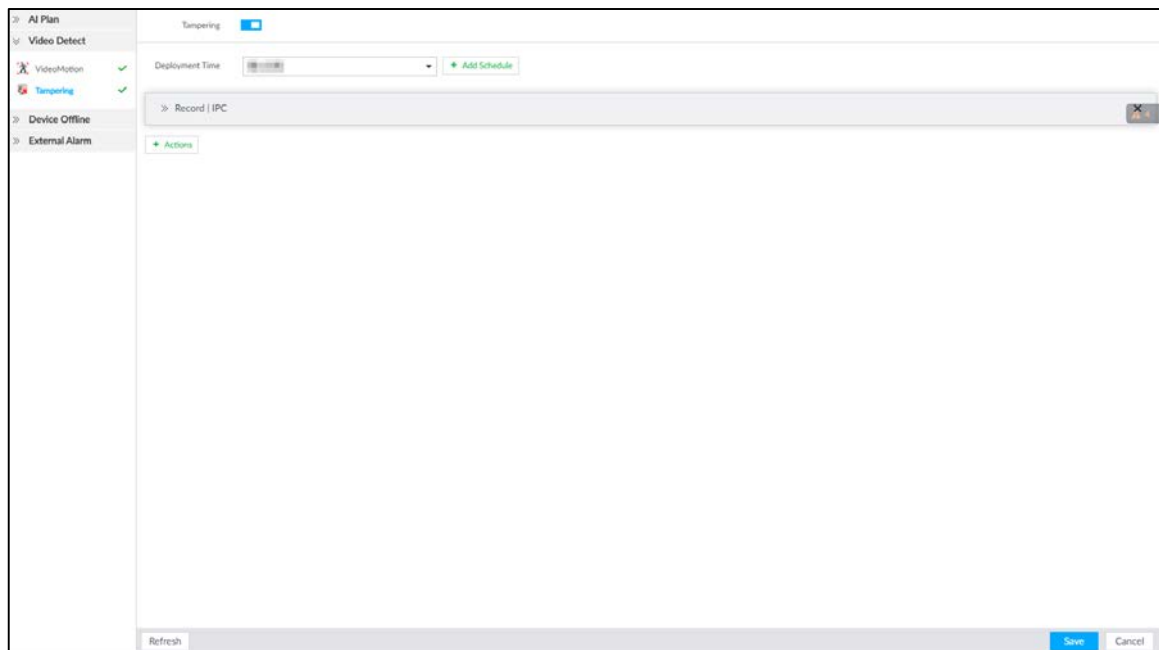 AI Plan
Video Detect
VideoMotion
Tampering
Device Offline
External Alarm
Tampering
Deployment Time
+ Add Schedule
Record | IPC
+ Actions
Refresh
Save
Cancel